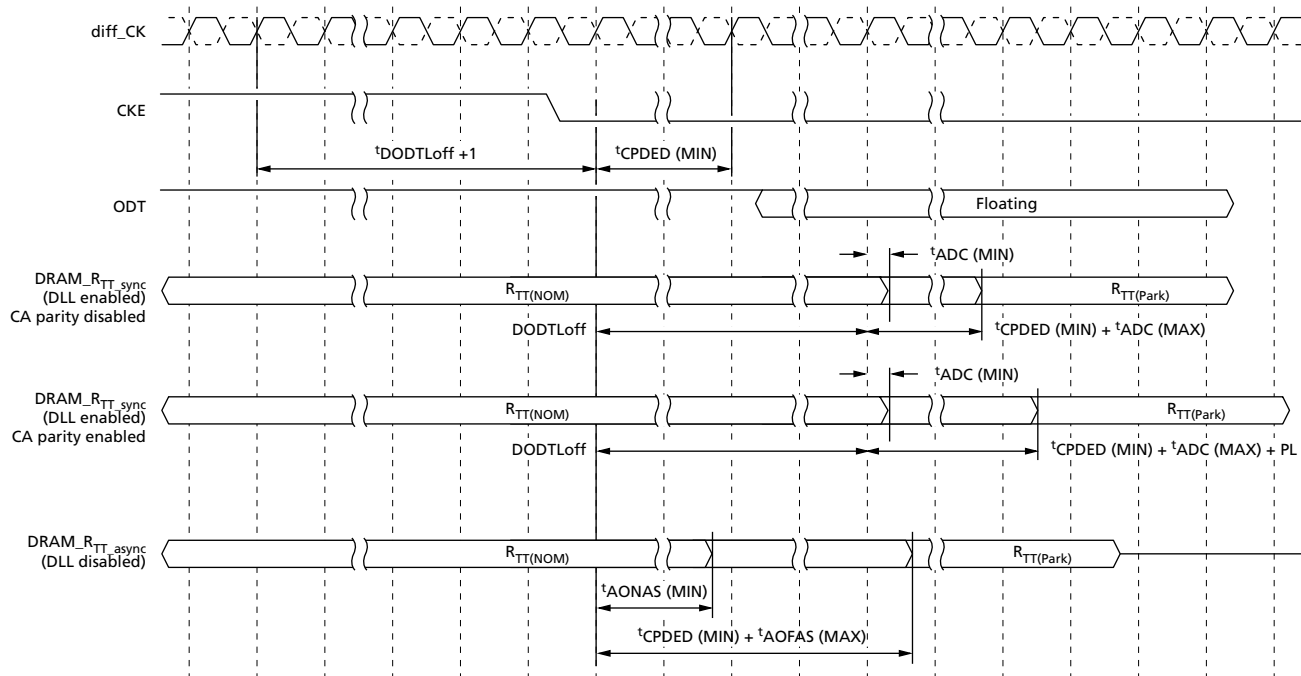 diff_CK
CKE
tDODTLoff +1
tCPDED (MIN)
ODT
Floating
tADC (MIN)
DRAM_RTT_sync
(DLL enabled)
CA parity disabled
RTT(NOM)
RTT(Park)
DODTLoff
tCPDED (MIN) + tADC (MAX)
tADC (MIN)
DRAM_RTT_sync
(DLL enabled)
CA parity enabled
RTT(NOM)
RTT(Park)
DODTLoff
tCPDED (MIN) + tADC (MAX) + PL
DRAM_RTT_async
(DLL disabled)
RTT(NOM)
RTT(Park)
tAONAS (MIN)
tCPDED (MIN) + tAOFAS (MAX)